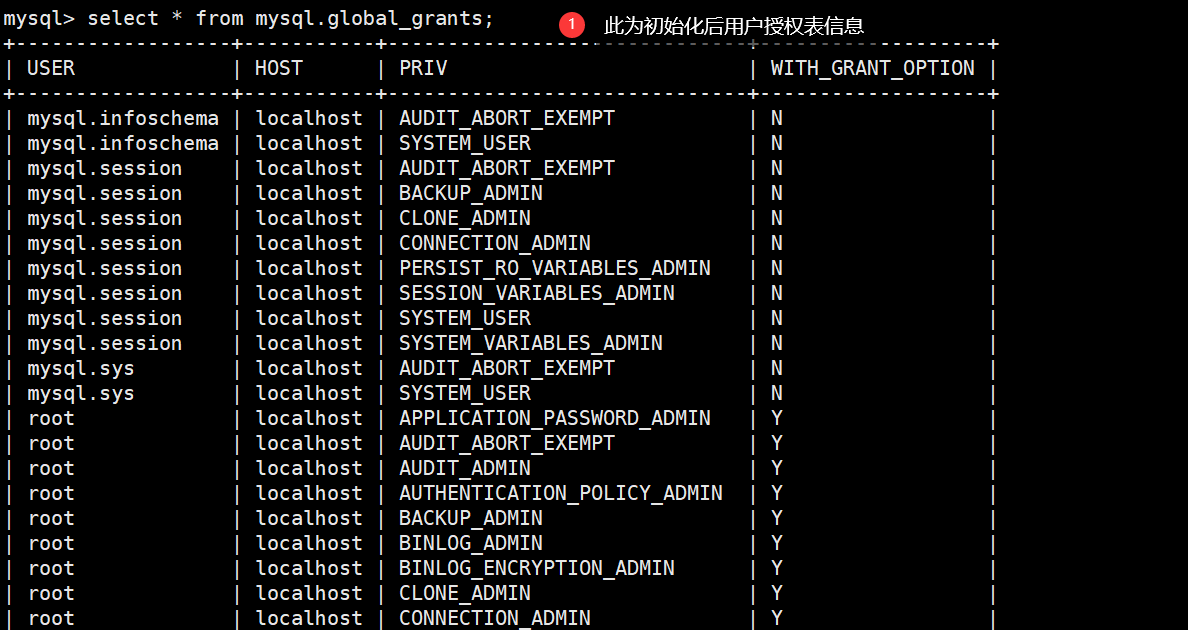 mysql> select * from mysql.global_grants; 1 此为初始化后用户授权表信息
+------------------+-----------+------------------------------+-------------------+
| USER             | HOST      | PRIV                         | WITH_GRANT_OPTION |
+------------------+-----------+------------------------------+-------------------+
| mysql.infoschema | localhost | AUDIT_ABORT_EXEMPT           | N                 |
| mysql.infoschema | localhost | SYSTEM_USER                  | N                 |
| mysql.session    | localhost | AUDIT_ABORT_EXEMPT           | N                 |
| mysql.session    | localhost | BACKUP_ADMIN                 | N                 |
| mysql.session    | localhost | CLONE_ADMIN                  | N                 |
| mysql.session    | localhost | CONNECTION_ADMIN             | N                 |
| mysql.session    | localhost | PERSIST_RO_VARIABLES_ADMIN   | N                 |
| mysql.session    | localhost | SESSION_VARIABLES_ADMIN      | N                 |
| mysql.session    | localhost | SYSTEM_USER                  | N                 |
| mysql.session    | localhost | SYSTEM_VARIABLES_ADMIN       | N                 |
| mysql.sys        | localhost | AUDIT_ABORT_EXEMPT           | N                 |
| mysql.sys        | localhost | SYSTEM_USER                  | N                 |
| root             | localhost | APPLICATION_PASSWORD_ADMIN   | Y                 |
| root             | localhost | AUDIT_ABORT_EXEMPT           | Y                 |
| root             | localhost | AUDIT_ADMIN                  | Y                 |
| root             | localhost | AUTHENTICATION_POLICY_ADMIN  | Y                 |
| root             | localhost | BACKUP_ADMIN                 | Y                 |
| root             | localhost | BINLOG_ADMIN                 | Y                 |
| root             | localhost | BINLOG_ENCRYPTION_ADMIN      | Y                 |
| root             | localhost | CLONE_ADMIN                  | Y                 |
| root             | localhost | CONNECTION_ADMIN             | Y                 |